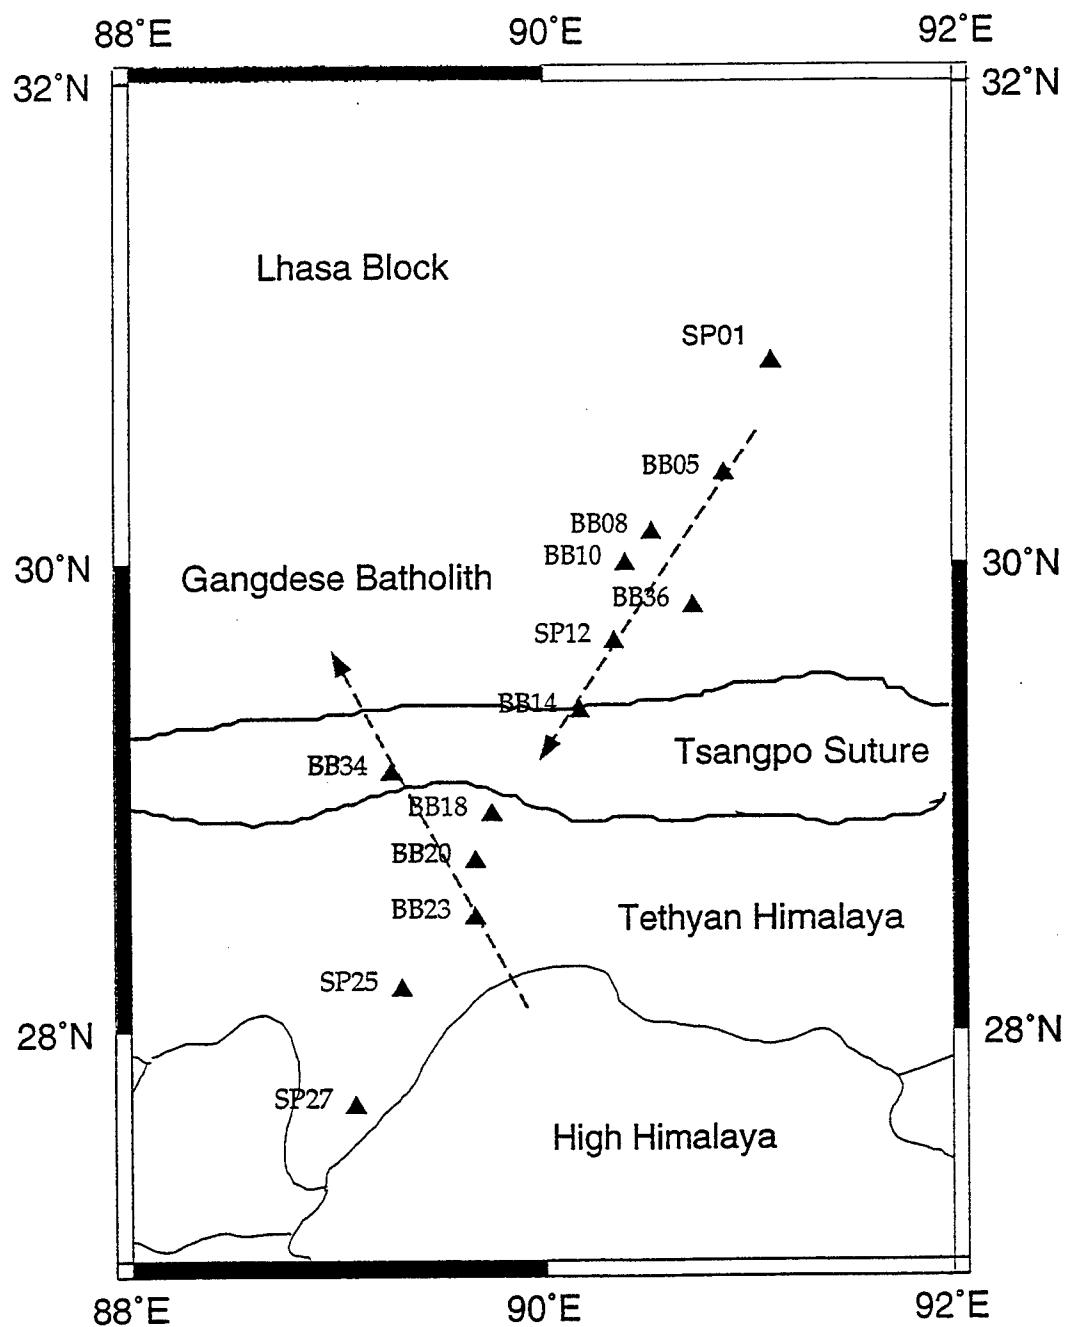 88°E 90°E 92°E
32°N 32°N
Lhasa Block
SP01
BB05
BB08
BB10
30°N 30°N
Gangdese Batholith
BB36
SP12
BB14
Tsangpo Suture
BB34
BB18
BB20
BB23
Tethyan Himalaya
SP25
28°N 28°N
SP27
High Himalaya
88°E 90°E 92°E